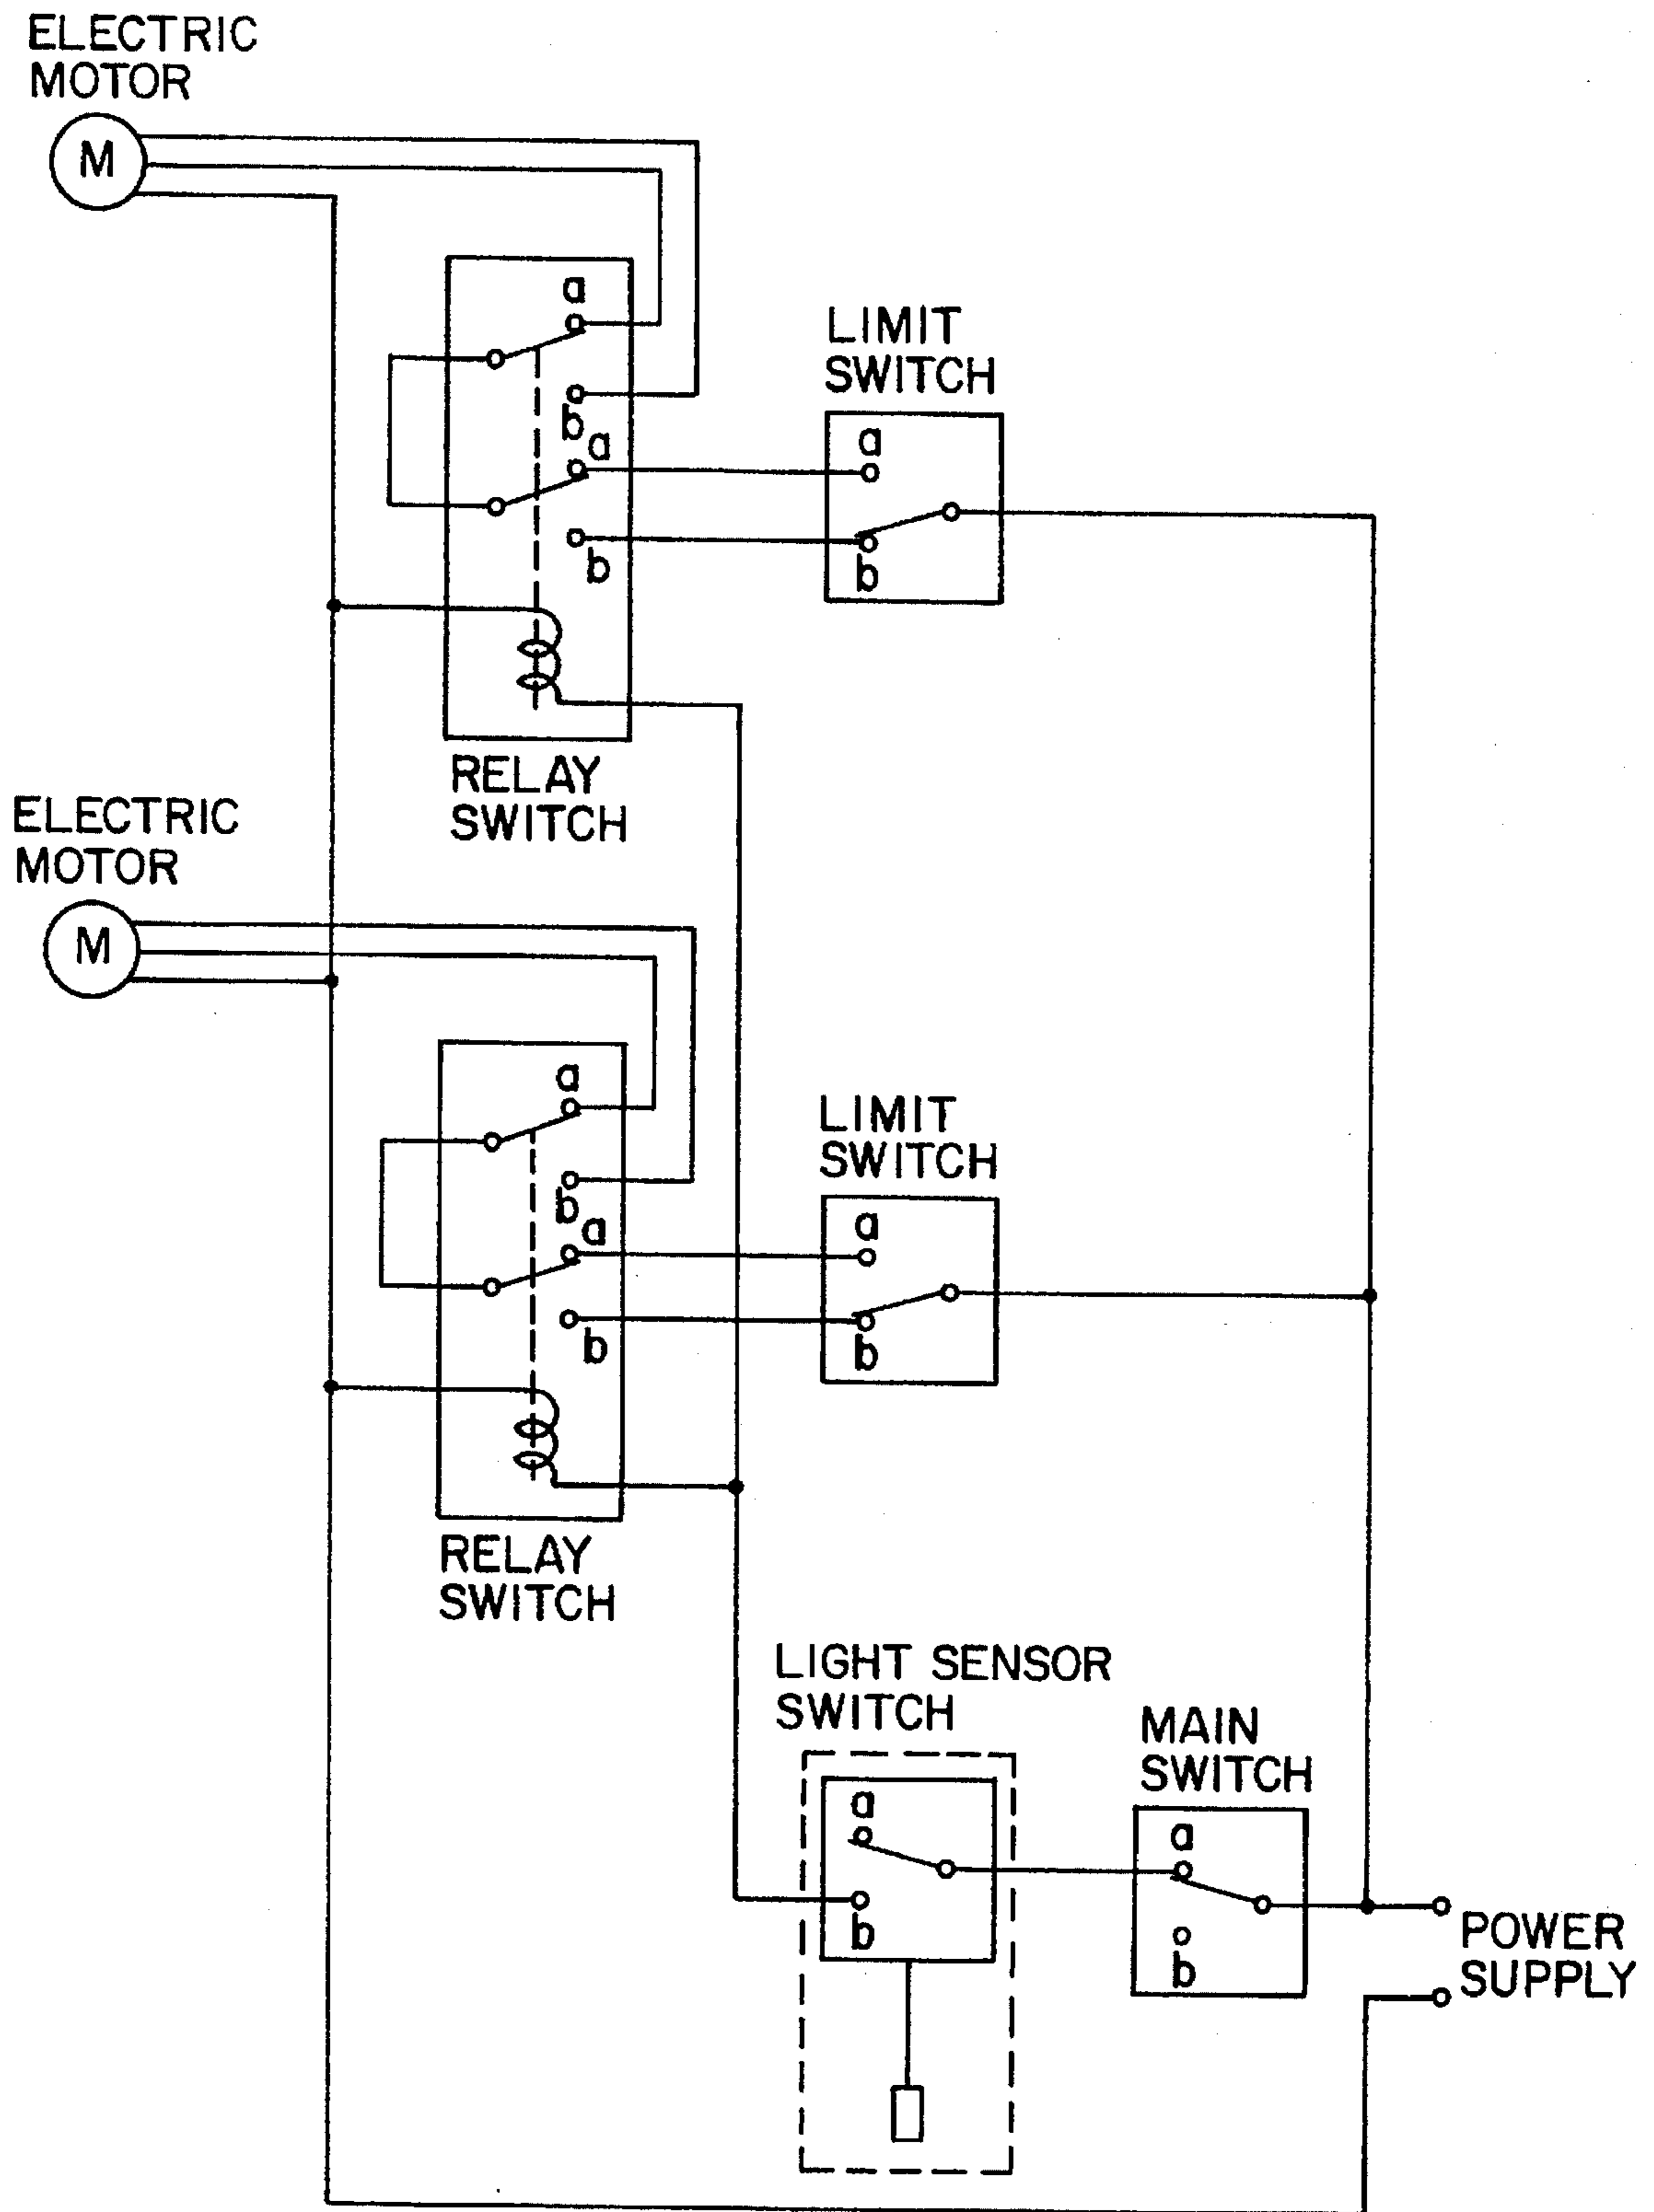 ELECTRIC
MOTOR
M
a
b
a
b
LIMIT
SWITCH
a
b
RELAY
SWITCH
ELECTRIC
MOTOR
M
a
b
a
b
LIMIT
SWITCH
a
b
RELAY
SWITCH
LIGHT SENSOR
SWITCH
a
b
MAIN
SWITCH
a
b
POWER
SUPPLY